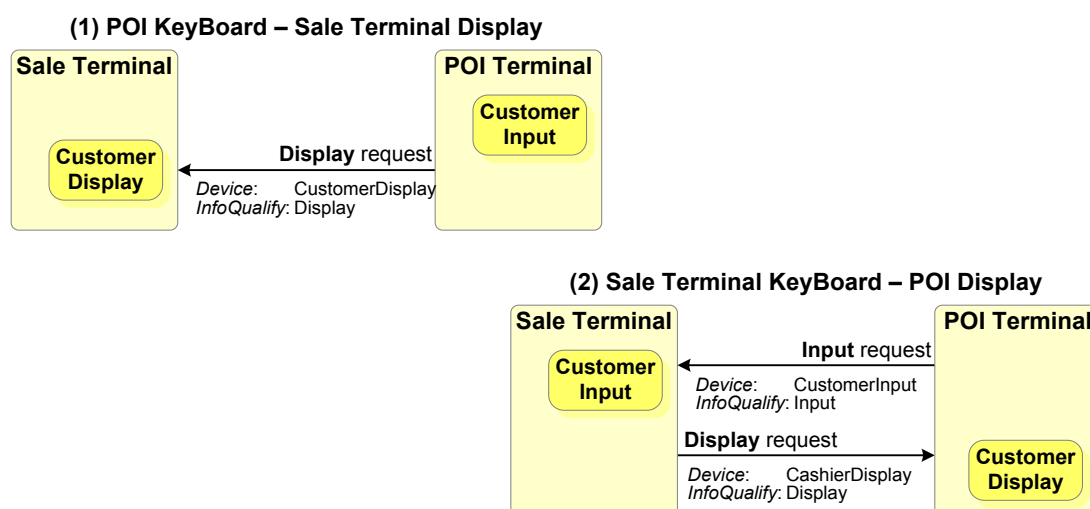 (1) POI KeyBoard – Sale Terminal Display
Sale Terminal
POI Terminal
Customer
Input
Customer
Display
Display request
Device: CustomerDisplay
InfoQualify: Display
(2) Sale Terminal KeyBoard – POI Display
Sale Terminal
POI Terminal
Customer
Input
Input request
Device: CustomerInput
InfoQualify: Input
Display request
Device: CashierDisplay
InfoQualify: Display
Customer
Display